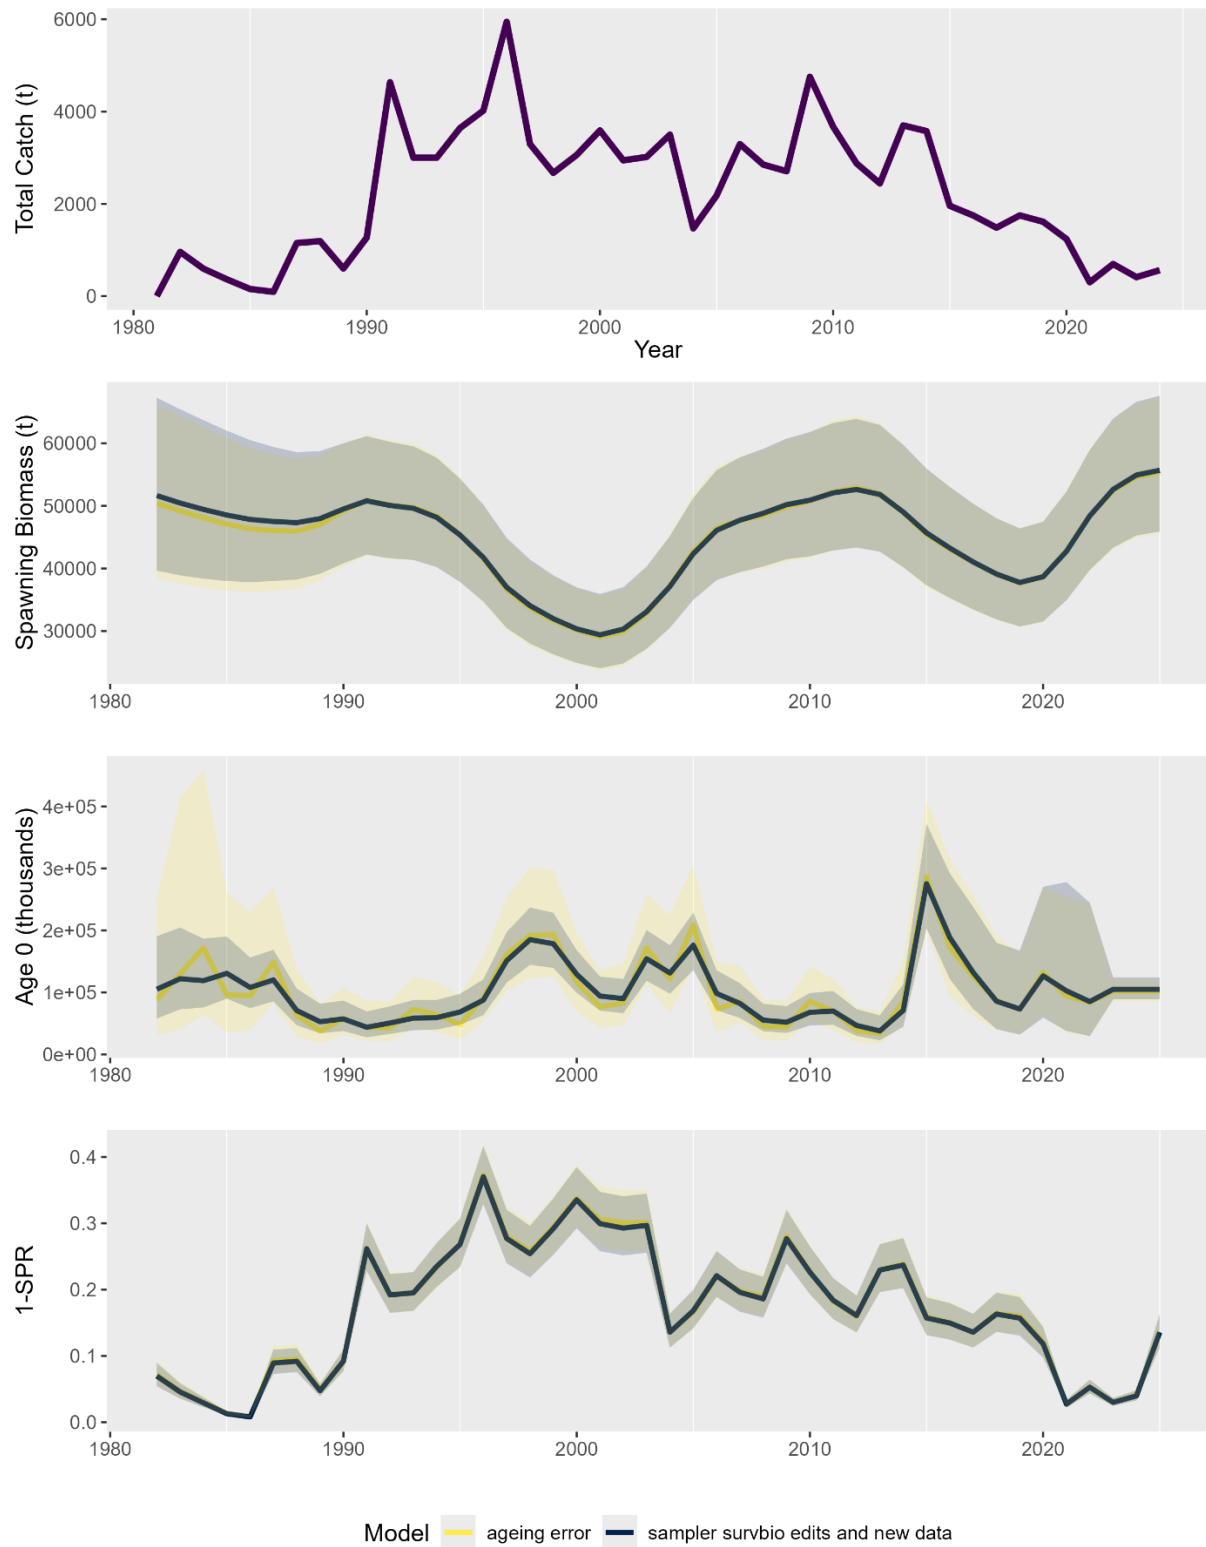 Total Catch (t)
6000
4000
2000
0
1980 1990 2000 2010 2020
Year
Spawning Biomass (t)
60000
50000
40000
30000
1980 1990 2000 2010 2020
Age 0 (thousands)
4e+05
3e+05
2e+05
1e+05
0e+00
1980 1990 2000 2010 2020
1-SPR
0.4
0.3
0.2
0.1
0.0
1980 1990 2000 2010 2020
Model ageing error sampler survbio edits and new data